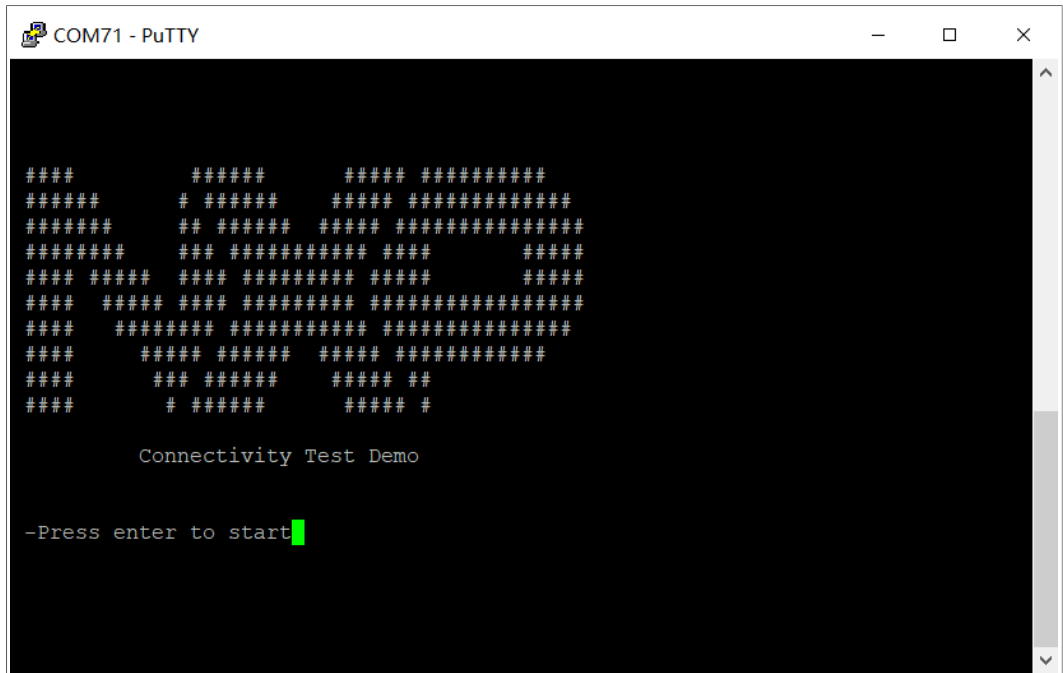 COM71 - PuTTY
####          ######       ##### ##########
######       # ######     ##### #############
#######      ## ######   ##### ###############
########     ### ########### ####        #####
#### #####   #### ######### #####        #####
####   ##### #### ######### #################
####    ######## ########### ###############
####      ##### ######   ##### ############
####       ### ######     ##### ##
####        # ######       ##### #
Connectivity Test Demo
-Press enter to start